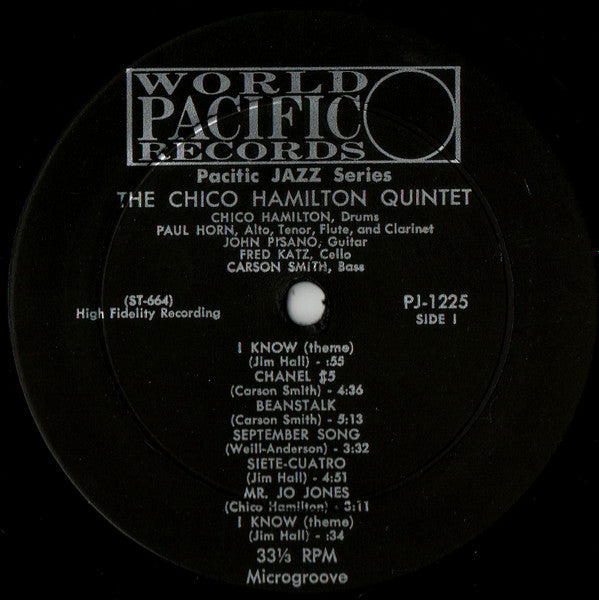 WORLD
PACIFIC
RECORDS
Pacific JAZZ Series
THE CHICO HAMILTON QUINTET
CHICO HAMILTON, Drums
PAUL HORN, Alto, Tenor, Flute, and Clarinet
JOHN PISANO, Guitar
FRED KATZ, Cello
CARSON SMITH, Bass
(ST-664)
High Fidelity Recording
PJ-1225
SIDE I
I KNOW (theme)
(Jim Hall) - :55
CHANEL $5
(Carson Smith) - 4:36
BEANSTALK
(Carson Smith) - 5:13
SEPTEMBER SONG
(Weill-Anderson) - 3:32
SIETE-CUATRO
(Jim Hall) - 4:51
MR. JO JONES
(Chico Hamilton) - 3:11
I KNOW (theme)
(Jim Hall) - :34
33⅓ RPM
Microgroove